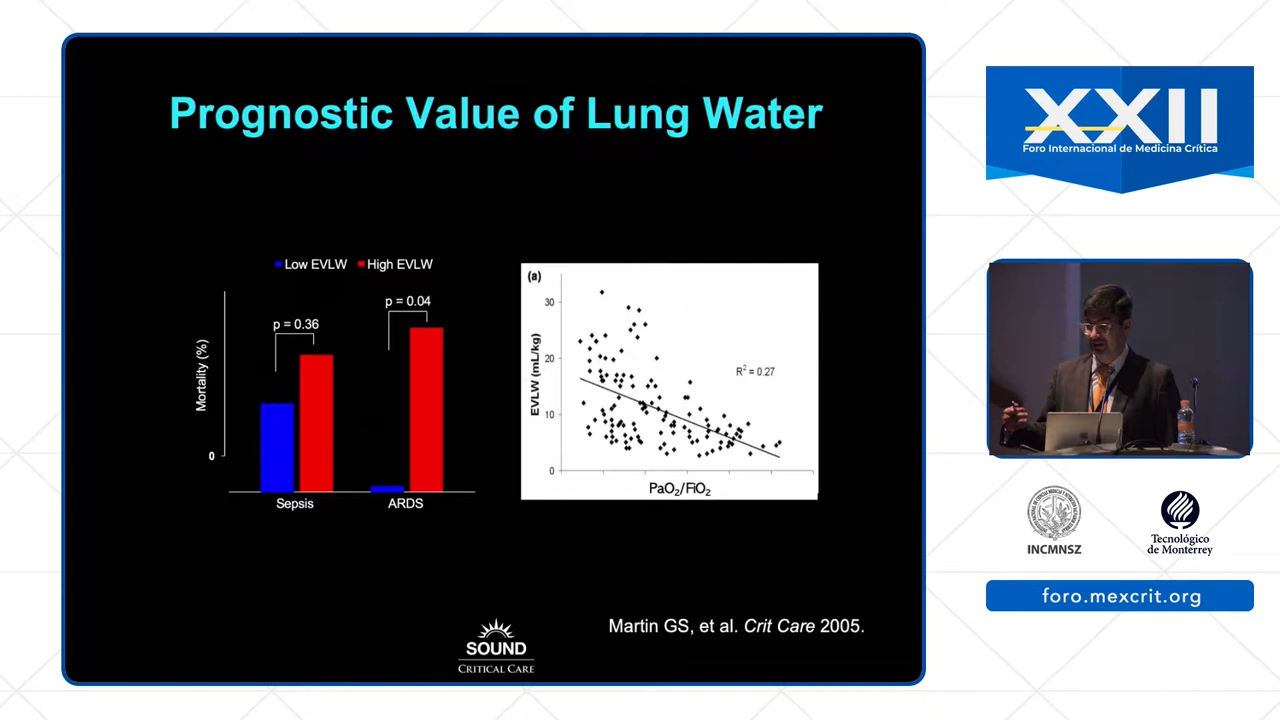 Prognostic Value of Lung Water
Low EVLW High EVLW
p = 0.36
p = 0.04
Mortality (%)
0
Sepsis
ARDS
(a)
30
20
10
0
EVLW (mL/kg)
R² = 0.27
PaO₂/FiO₂
Martin GS, et al. Crit Care 2005.
SOUND
CRITICAL CARE
XXII
Foro Internacional de Medicina Crítica
INCMNSZ
Tecnológico
de Monterrey
foro.mexcrit.org